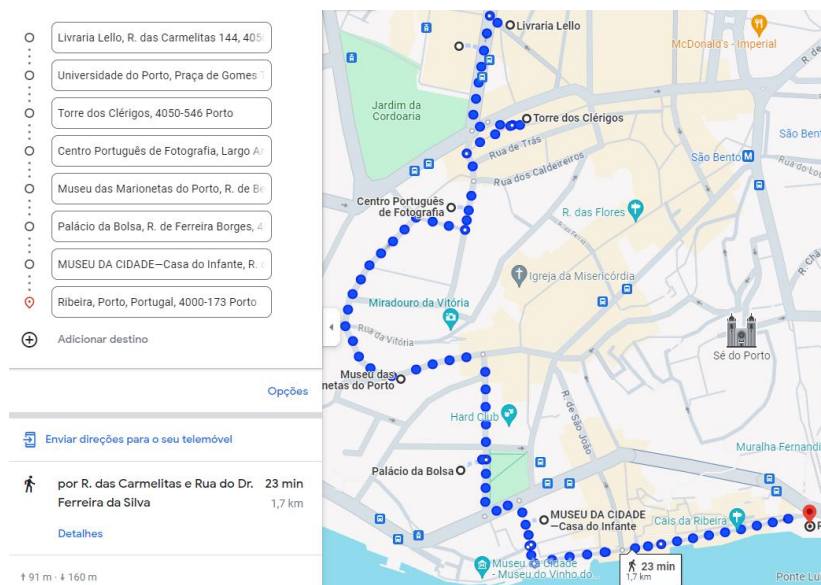 Livraria Lello, R. das Carmelitas 144, 405
Universidade do Porto, Praça de Gomes T
Torre dos Clérigos, 4050-546 Porto
Centro Português de Fotografia, Largo A
Museu das Marionetas do Porto, R. de Be
Palácio da Bolsa, R. de Ferreira Borges, 4
MUSEU DA CIDADE—Casa do Infante, R.
Ribeira, Porto, Portugal, 4000-173 Porto
Adicionar destino
Opções
Enviar direções para o seu telemóvel
por R. das Carmelitas e Rua do Dr.
Ferreira da Silva
23 min
1,7 km
Detalhes
91 m · 160 m
Livraria Lello
McDonald's - Imperial
Jardim da
Cordoaria
Torre dos Clérigos
Rua de Trás
São Bento
São Ben
Rua dos Caldeireiros
Rua do Lou
Centro Português
de Fotografia
R. das Flores
Igreja da Misericórdia
R. Chã
Miradouro da Vitória
Rua da Vitória
Sé do Porto
Museu das
netas do Porto
Hard Club
R. de São João
Muralha Fernandi
Palácio da Bolsa
MUSEU DA CIDADE
—Casa do Infante
Cais da Ribeira
23 min
1,7 km
Museu da Cidade
- Museu do Vinho do...
Ponte Lu